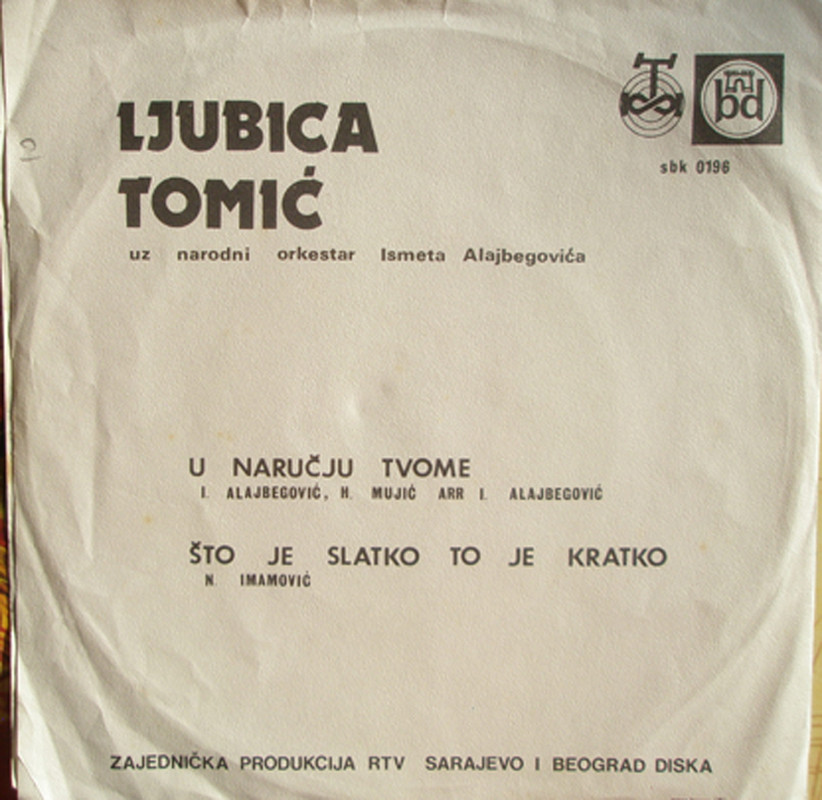 LJUBICA
TOMIĆ
uz narodni orkestar Ismeta Alajbegovića
bd
sbk 0196
U NARUČJU TVOME
I. ALAJBEGOVIĆ, H. MUJIĆ ARR I. ALAJBEGOVIĆ
ŠTO JE SLATKO TO JE KRATKO
N. IMAMOVIĆ
ZAJEDNIČKA PRODUKCIJA RTV SARAJEVO I BEOGRAD DISKA